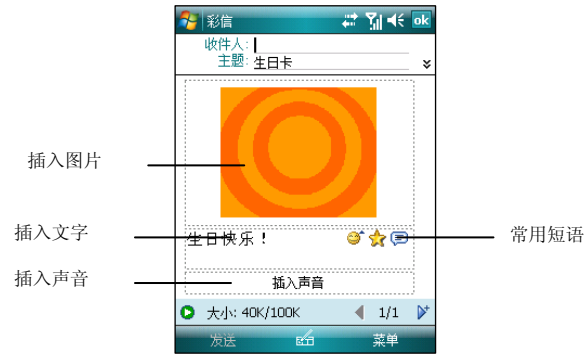 彩信 ok
收件人:
主题: 生日卡
插入图片
插入文字
生日快乐！
常用短语
插入声音
插入声音
大小: 40K/100K 1/1
发送 菜单